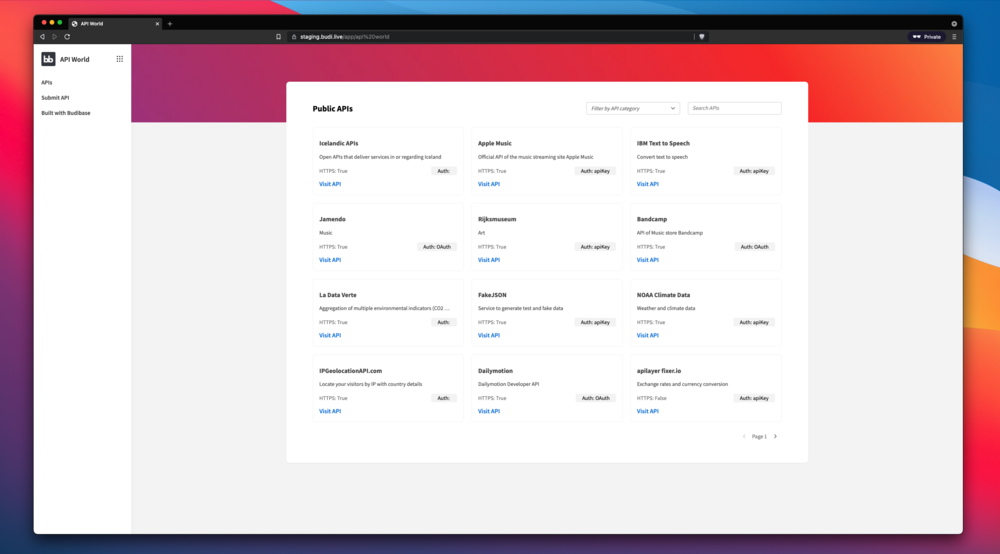 API World
staging.budi.live/app/api%20world
Private
bb
API World
APIs
Submit API
Built with Budibase
Public APIs
Filter by API category
Search APIs
Icelandic APIs
Open APIs that deliver services in or regarding Iceland
HTTPS: True
Auth:
Visit API
Apple Music
Official API of the music streaming site Apple Music
HTTPS: True
Auth: apiKey
Visit API
IBM Text to Speech
Convert text to speech
HTTPS: True
Auth: apiKey
Visit API
Jamendo
Music
HTTPS: True
Auth: OAuth
Visit API
Rijksmuseum
Art
HTTPS: True
Auth: apiKey
Visit API
Bandcamp
API of Music store Bandcamp
HTTPS: True
Auth: OAuth
Visit API
La Data Verte
Aggregation of multiple environmental indicators (CO2 ...
HTTPS: True
Auth:
Visit API
FakeJSON
Service to generate test and fake data
HTTPS: True
Auth: apiKey
Visit API
NOAA Climate Data
Weather and climate data
HTTPS: True
Auth: apiKey
Visit API
IPGeolocationAPI.com
Locate your visitors by IP with country details
HTTPS: True
Auth:
Visit API
Dailymotion
Dailymotion Developer API
HTTPS: True
Auth: OAuth
Visit API
apilayer fixer.io
Exchange rates and currency conversion
HTTPS: False
Auth: apiKey
Visit API
Page 1